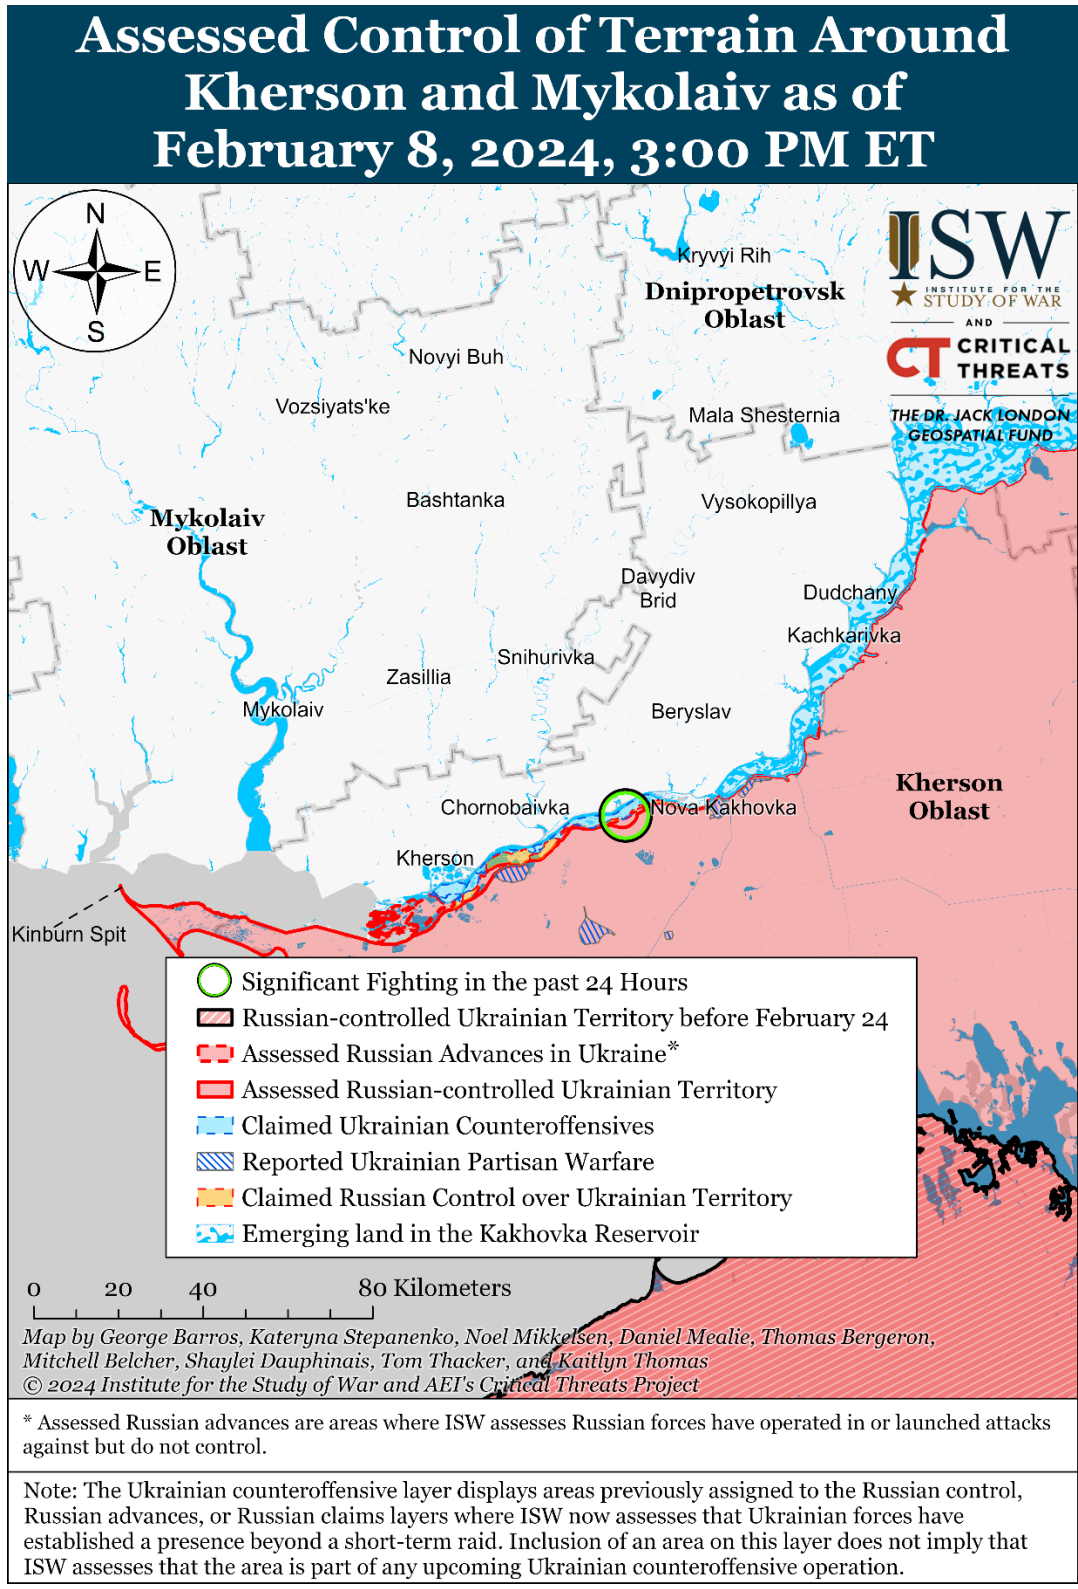 Assessed Control of Terrain Around
Kherson and Mykolaiv as of
February 8, 2024, 3:00 PM ET
N
W E
S
ISW
INSTITUTE FOR THE
STUDY OF WAR
AND
CT CRITICAL
THREATS
THE DR. JACK LONDON
GEOSPATIAL FUND
Kryvyi Rih
Dnipropetrovsk
Oblast
Novyi Buh
Vozsiyats'ke
Mala Shesternia
Bashtanka
Vysokopillya
Mykolaiv
Oblast
Davydiv
Brid
Dudchany
Kachkarivka
Snihurivka
Zasillia
Mykolaiv
Beryslav
Kherson
Oblast
Chornobaivka
Nova Kakhovka
Kherson
Kinburn Spit
Significant Fighting in the past 24 Hours
Russian-controlled Ukrainian Territory before February 24
Assessed Russian Advances in Ukraine*
Assessed Russian-controlled Ukrainian Territory
Claimed Ukrainian Counteroffensives
Reported Ukrainian Partisan Warfare
Claimed Russian Control over Ukrainian Territory
Emerging land in the Kakhovka Reservoir
0 20 40 80 Kilometers
Map by George Barros, Kateryna Stepanenko, Noel Mikkelsen, Daniel Mealie, Thomas Bergeron,
Mitchell Belcher, Shaylei Dauphinais, Tom Thacker, and Kaitlyn Thomas
© 2024 Institute for the Study of War and AEI's Critical Threats Project
* Assessed Russian advances are areas where ISW assesses Russian forces have operated in or launched attacks
against but do not control.
Note: The Ukrainian counteroffensive layer displays areas previously assigned to the Russian control,
Russian advances, or Russian claims layers where ISW now assesses that Ukrainian forces have
established a presence beyond a short-term raid. Inclusion of an area on this layer does not imply that
ISW assesses that the area is part of any upcoming Ukrainian counteroffensive operation.